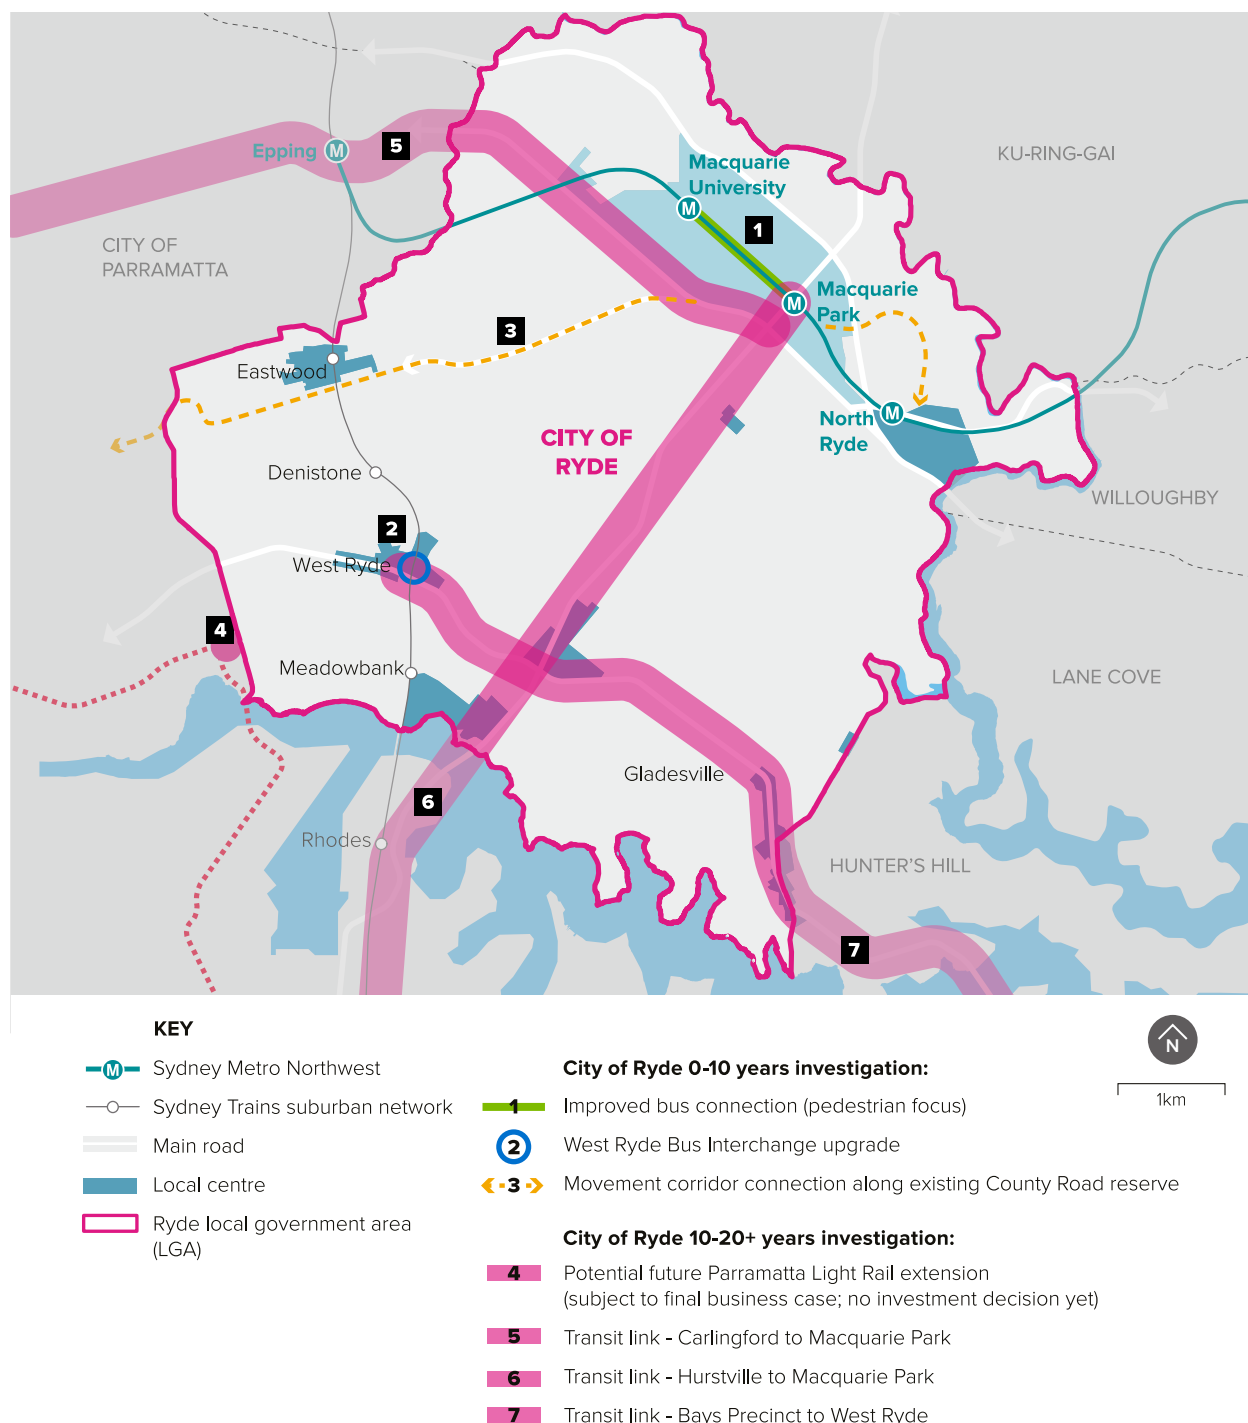 KU-RING-GAI
5
Epping M
Macquarie
University
M
1
CITY OF
PARRAMATTA
Macquarie
Park
M
3
Eastwood
North
Ryde
M
CITY OF
RYDE
Denistone
WILLOUGHBY
2
West Ryde
4
Meadowbank
LANE COVE
Gladesville
6
Rhodes
HUNTER'S HILL
7
KEY
M Sydney Metro Northwest
Sydney Trains suburban network
Main road
Local centre
Ryde local government area
(LGA)
City of Ryde 0-10 years investigation:
1 Improved bus connection (pedestrian focus)
2 West Ryde Bus Interchange upgrade
3 Movement corridor connection along existing County Road reserve
City of Ryde 10-20+ years investigation:
4 Potential future Parramatta Light Rail extension
(subject to final business case; no investment decision yet)
5 Transit link - Carlingford to Macquarie Park
6 Transit link - Hurstville to Macquarie Park
7 Transit link - Bays Precinct to West Ryde
N
1km